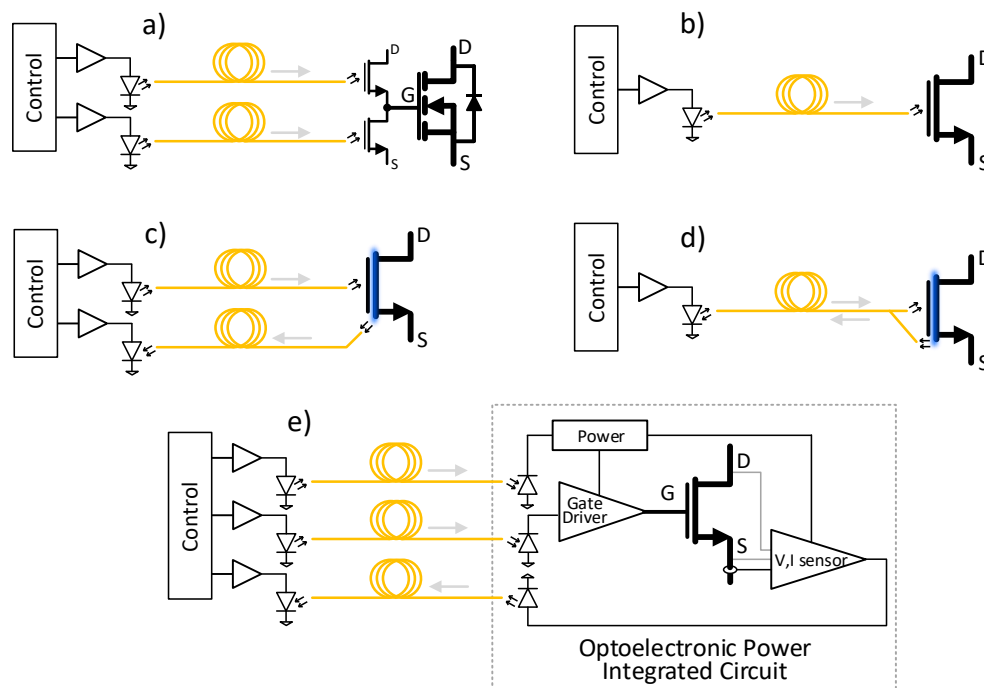 a)
Control
D
S
G
D
S
b)
Control
D
S
c)
Control
D
S
d)
Control
D
S
e)
Control
Power
Gate
Driver
G
D
S
V,I sensor
Optoelectronic Power
Integrated Circuit